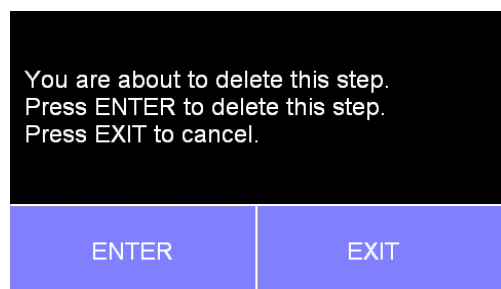 You are about to delete this step.
Press ENTER to delete this step.
Press EXIT to cancel.
ENTER
EXIT